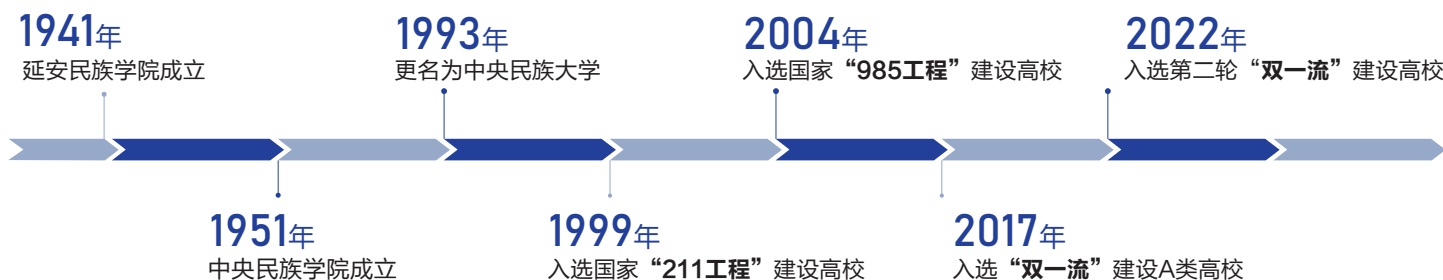 1941年
延安民族学院成立
1993年
更名为中央民族大学
2004年
入选国家“985工程”建设高校
2022年
入选第二轮“双一流”建设高校
1951年
中央民族学院成立
1999年
入选国家“211工程”建设高校
2017年
入选“双一流”建设A类高校